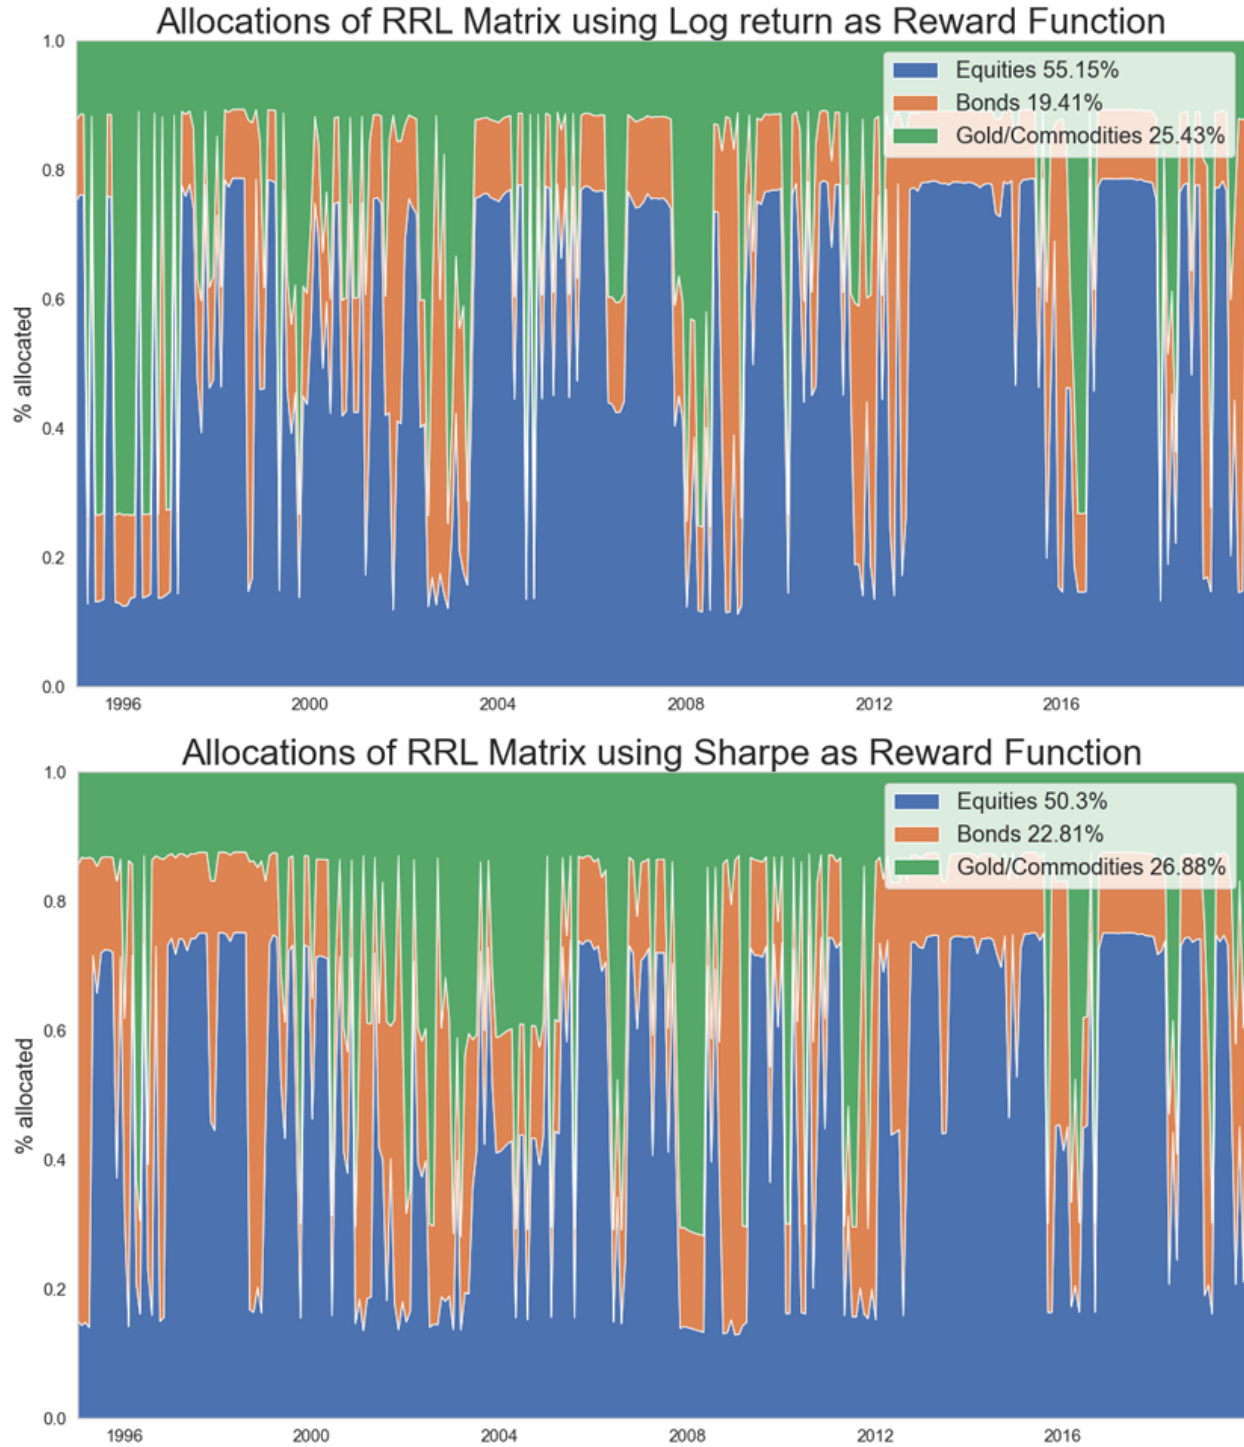 Allocations of RRL Matrix using Log return as Reward Function
1.0
Equities 55.15%
Bonds 19.41%
Gold/Commodities 25.43%
0.8
0.6
% allocated
0.4
0.2
0.0
1996 2000 2004 2008 2012 2016
Allocations of RRL Matrix using Sharpe as Reward Function
1.0
Equities 50.3%
Bonds 22.81%
Gold/Commodities 26.88%
0.8
0.6
% allocated
0.4
0.2
0.0
1996 2000 2004 2008 2012 2016